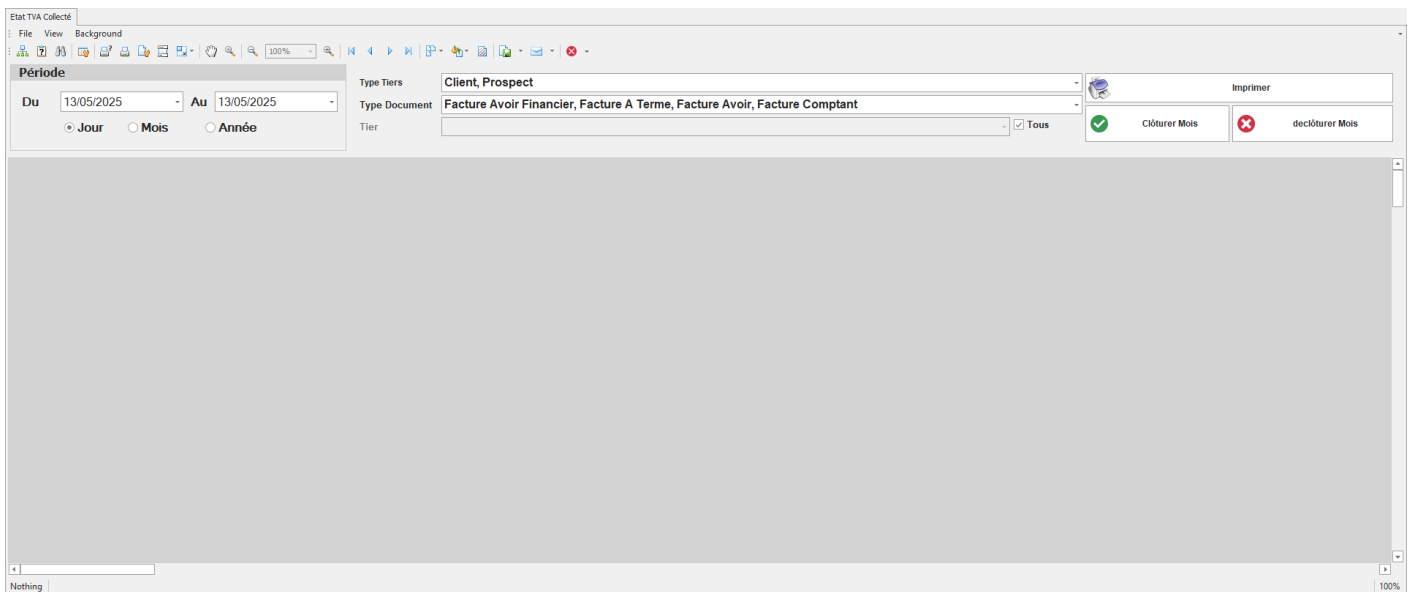 Etat TVA Collecté
File View Background
100%
Période
Du 13/05/2025 Au 13/05/2025
Jour Mois Année
Type Tiers Client, Prospect
Type Document Facture Avoir Financier, Facture A Terme, Facture Avoir, Facture Comptant
Tier Tous
Imprimer
Clôturer Mois declôturer Mois
Nothing 100%